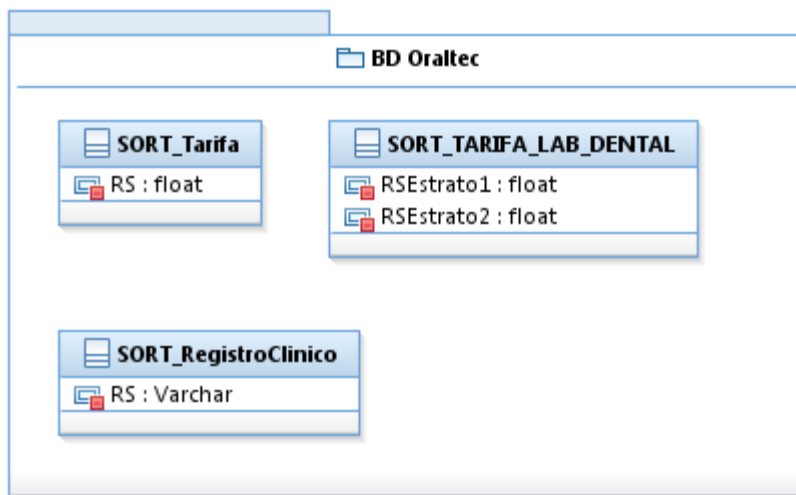 BD Oraltec
SORT_Tarifa
RS : float
SORT_TARIFA_LAB_DENTAL
RSEstrato1 : float
RSEstrato2 : float
SORT_RegistroClinico
RS : Varchar